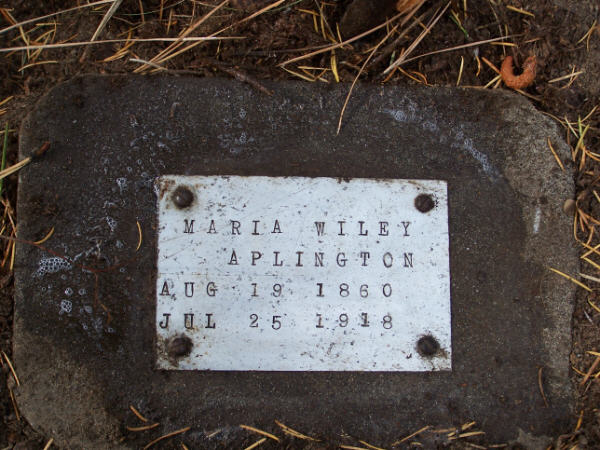 MARIA WILEY
APLINGTON
AUG 19 1860
JUL 25 1918